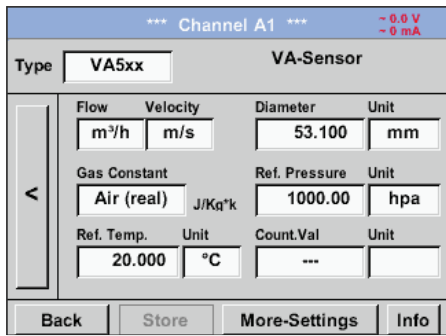 *** Channel A1 ***
~ 0.0 V
~ 0 mA
Type VA5xx VA-Sensor
Flow Velocity Diameter Unit
m³/h m/s 53.100 mm
Gas Constant Ref. Pressure Unit
< Air (real) J/Kg*k 1000.00 hpa
Ref. Temp. Unit Count.Val Unit
20.000 °C ---
Back Store More-Settings Info